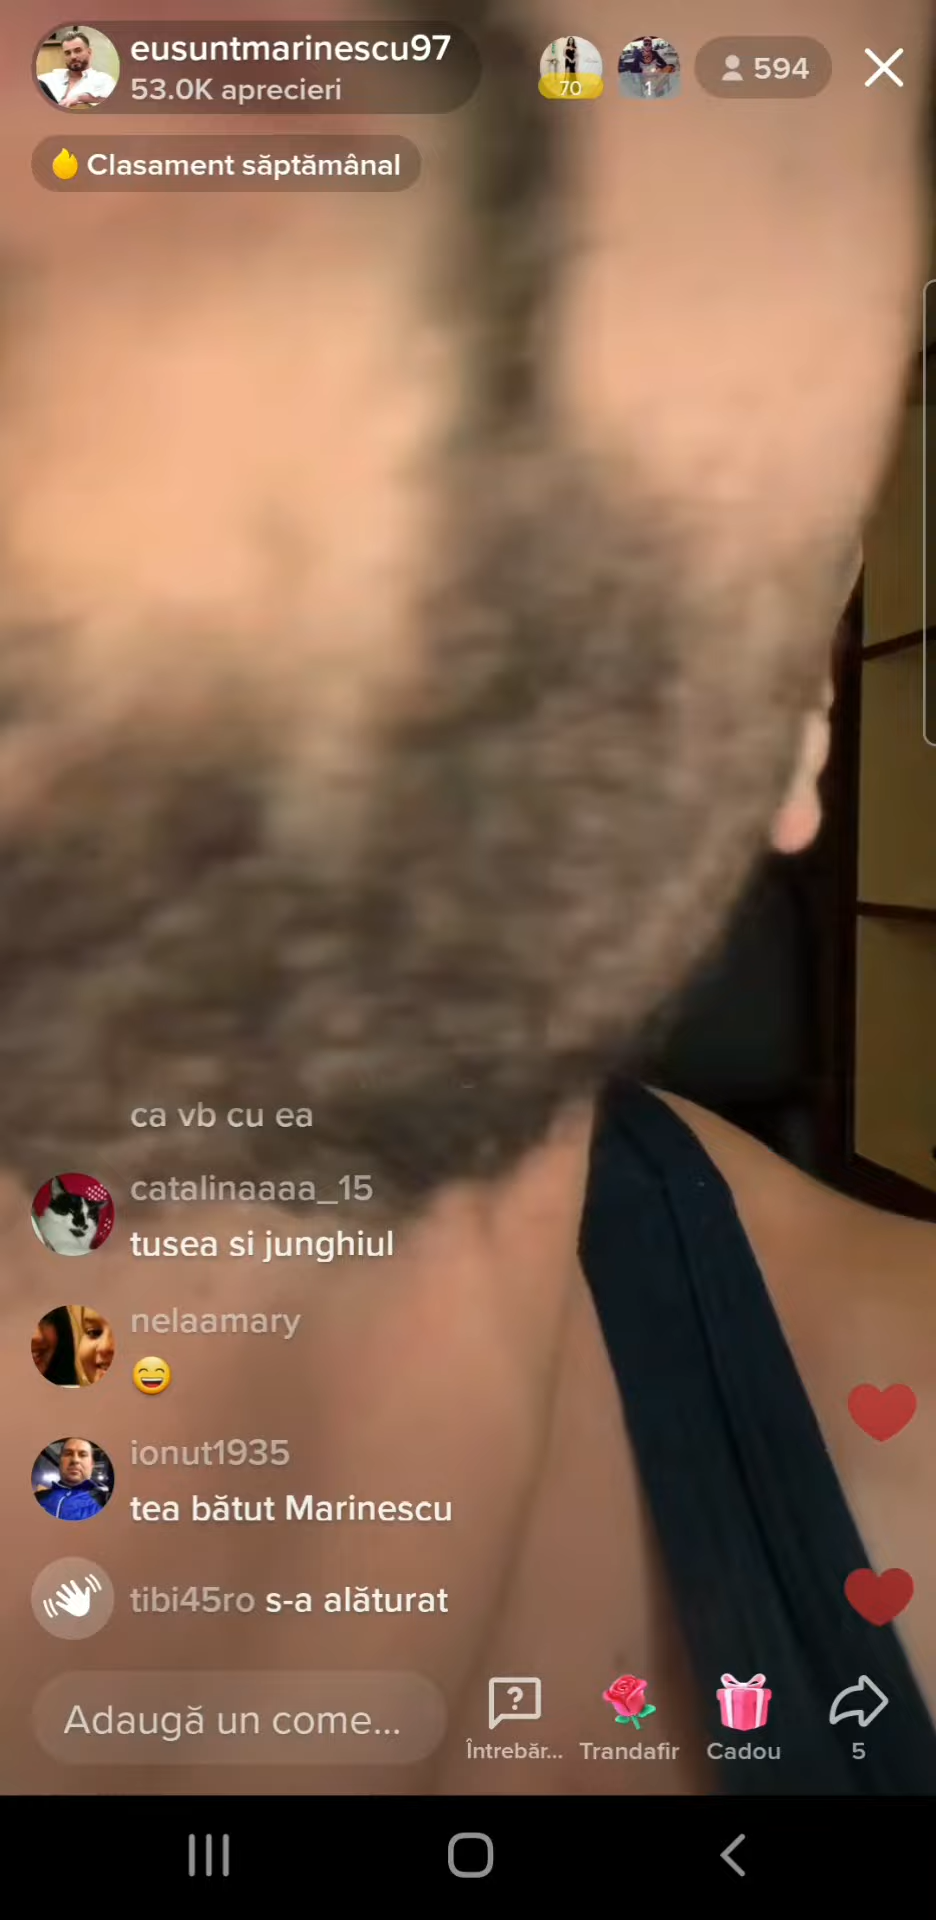 eusuntmarinescu97
53.0K aprecieri
70
1
594
Clasament săptămânal
ca vb cu ea
catalinaaaa_15
tusea si junghiul
nelaamary
😄
ionut1935
tea bătut Marinescu
tibi45ro s-a alăturat
Adaugă un come...
Întrebăr...
Trandafir
Cadou
5